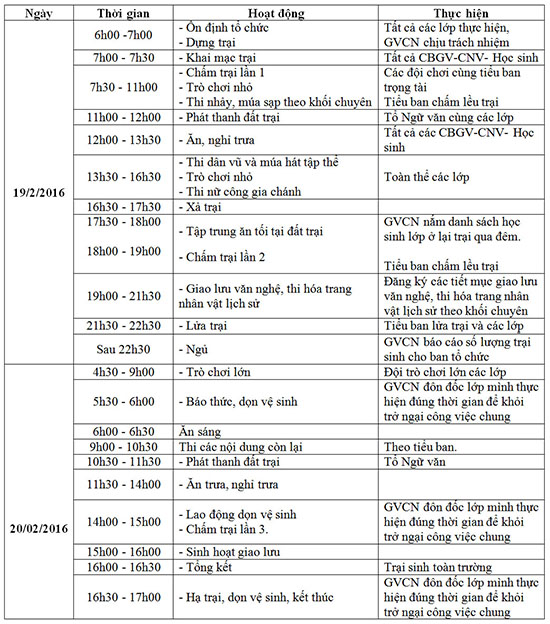 Ngày Thời gian Hoạt động Thực hiện
19/2/2016
6h00 -7h00
- Ổn định tổ chức
- Dựng trại
Tất cả các lớp thực hiện,
GVCN chịu trách nhiệm
7h00 - 7h30
- Khai mạc trại
Tất cả CBGV-CNV- Học sinh
7h30 - 11h00
- Chấm trại lần 1
- Trò chơi nhỏ
- Thi nhảy, múa sạp theo khối chuyên
Các đội chơi cùng tiểu ban
trọng tài
Tiểu ban chấm lều trại
11h00 - 12h00
- Phát thanh đất trại
Tổ Ngữ văn cùng các lớp
12h00 - 13h30
- Ăn, nghỉ trưa
Tất cả các CBGV-CNV- Học
sinh
13h30 - 16h30
- Thi dân vũ và múa hát tập thể
- Trò chơi nhỏ
- Thi nữ công gia chánh
Toàn thể các lớp
16h30 - 17h30
- Xả trại
17h30 - 18h00
18h00 - 19h00
- Tập trung ăn tối tại đất trại
- Chấm trại lần 2
GVCN nắm danh sách học
sinh lớp ở lại trại qua đêm.
Tiểu ban chấm lều trại
19h00 - 21h30
- Giao lưu văn nghệ, thi hóa trang
nhân vật lịch sử
Đăng ký các tiết mục giao lưu
văn nghệ, thi hóa trang nhân
vật lịch sử theo khối chuyên
21h30 - 22h30
- Lửa trại
Tiểu ban lửa trại và các lớp
Sau 22h30
- Ngủ
GVCN báo cáo số lượng trại
sinh cho ban tổ chức
20/02/2016
4h30 - 9h00
- Trò chơi lớn
Đội trò chơi lớn các lớp
5h30 - 6h00
- Báo thức, dọn vệ sinh
GVCN đôn đốc lớp mình thực
hiện đúng thời gian để khỏi
trở ngại công việc chung
6h00 - 6h30
Ăn sáng
9h00 - 10h30
Thi các nội dung còn lại
Theo tiểu ban.
10h30 - 11h30
- Phát thanh đất trại
Tổ Ngữ văn
11h30 - 14h00
- Ăn trưa, nghỉ trưa
14h00 - 15h00
- Lao động dọn vệ sinh
- Chấm trại lần 3.
GVCN đôn đốc lớp mình thực
hiện đúng thời gian để khỏi
trở ngại công việc chung
15h00 - 16h00
- Sinh hoạt giao lưu
16h00 - 16h30
- Tổng kết
Trại sinh toàn trường
16h30 - 17h00
- Hạ trại, dọn vệ sinh, kết thúc
GVCN đôn đốc lớp mình thực
hiện đúng thời gian để khỏi
trở ngại công việc chung